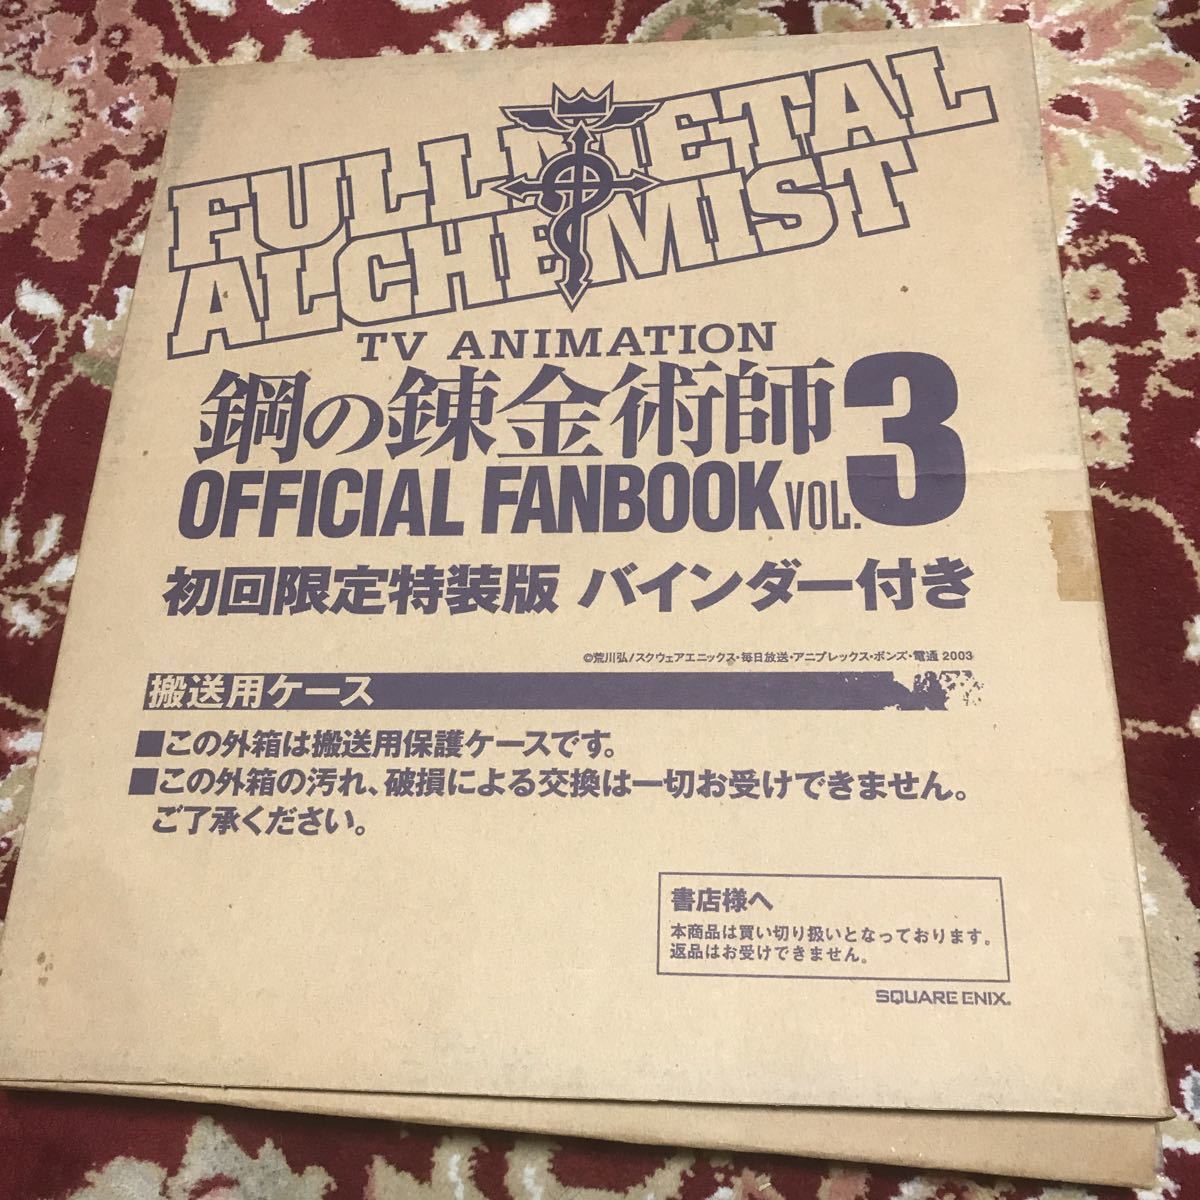 FULLMETAL
ALCHEMIST
TV ANIMATION
鋼の錬金術師
OFFICIAL FANBOOK VOL.3
初回限定特装版 バインダー付き
©荒川弘/スクウェアエニックス・毎日放送・アニプレックス・ボンズ・電通 2003
搬送用ケース
■この外箱は搬送用保護ケースです。
■この外箱の汚れ、破損による交換は一切お受けできません。
ご了承ください。
書店様へ
本商品は買い切り扱いとなっております。
返品はお受けできません。
SQUARE ENIX.